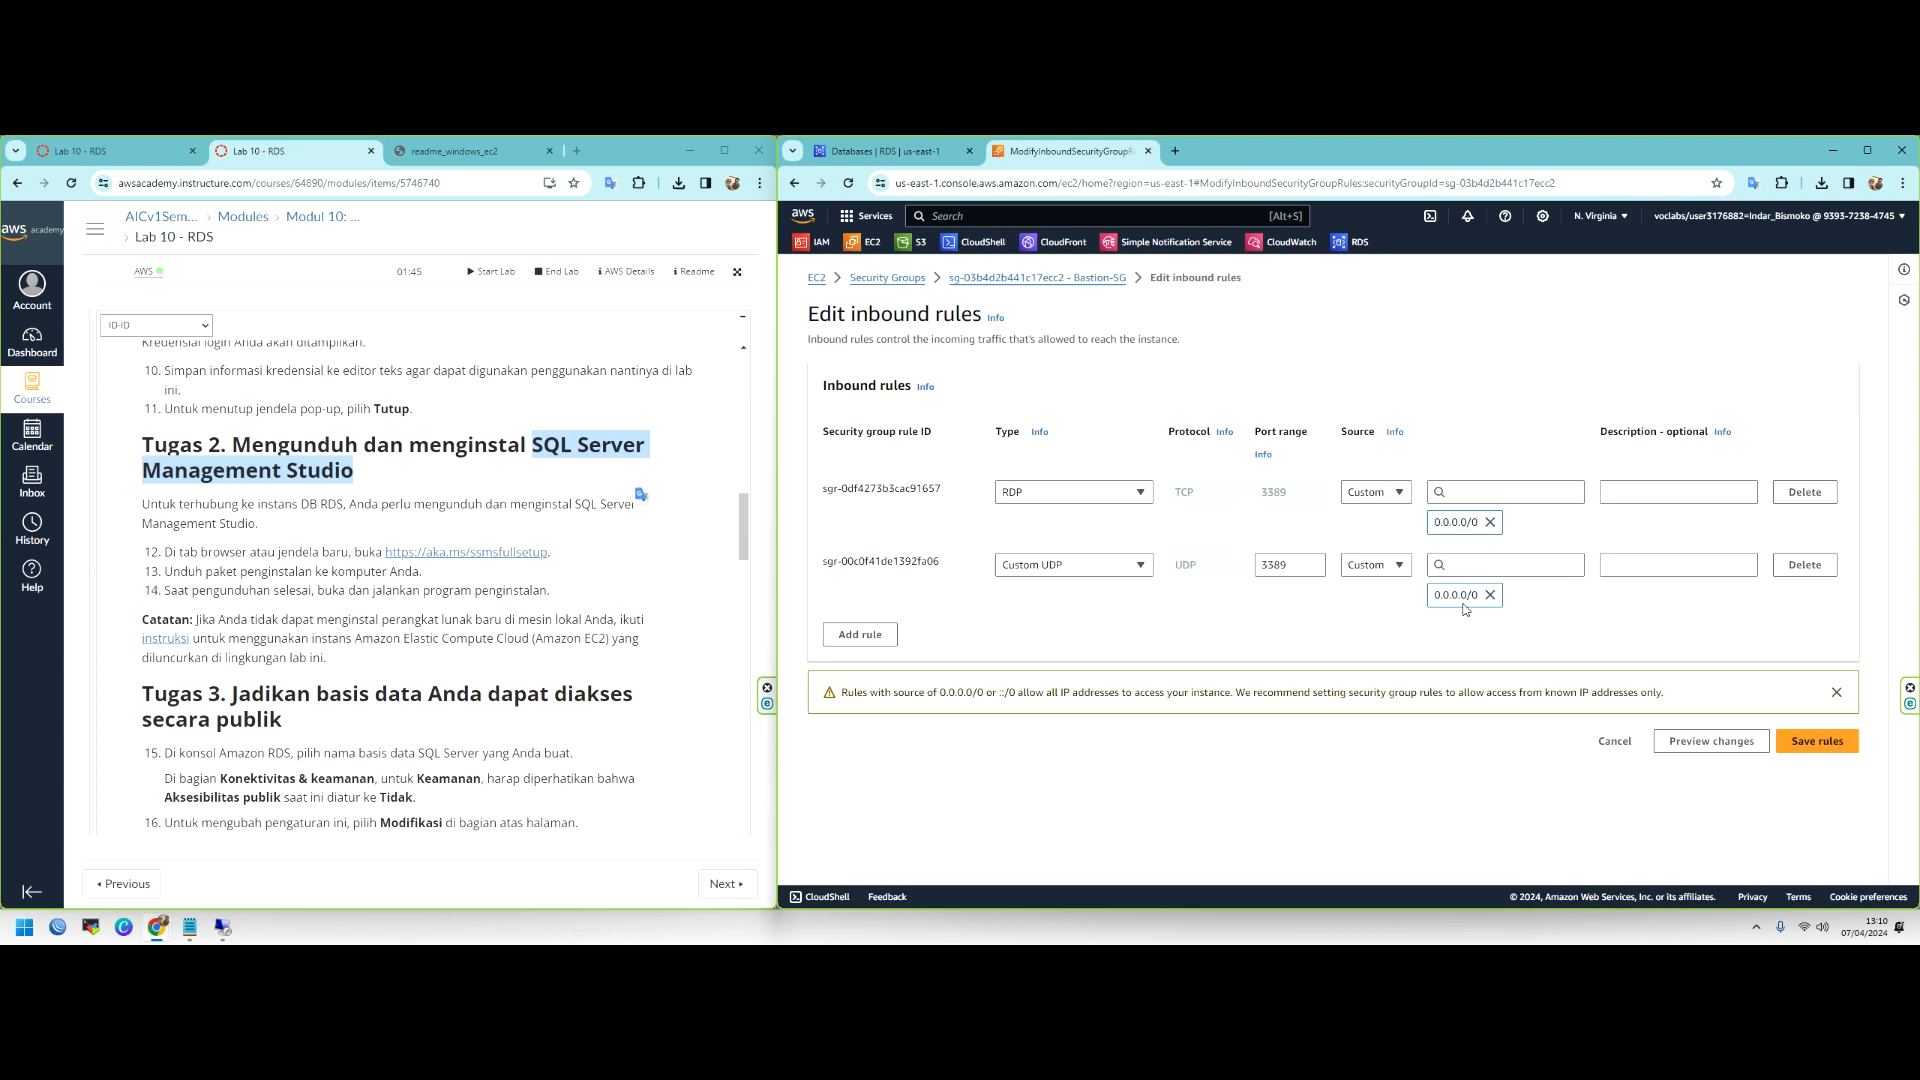 Lab 10 - RDS
Lab 10 - RDS
readme_windows_ec2
awsacademy.instructure.com/courses/64890/modules/items/5746740
aws academy
Account
Dashboard
Courses
Calendar
Inbox
History
Help
AICv1Sem... > Modules > Modul 10: ...
> Lab 10 - RDS
AWS
01:45
Start Lab
End Lab
AWS Details
Readme
ID-ID
Kredensial login Anda akan ditampilkan.
10. Simpan informasi kredensial ke editor teks agar dapat digunakan penggunakan nantinya di lab
ini.
11. Untuk menutup jendela pop-up, pilih Tutup.
Tugas 2. Mengunduh dan menginstal SQL Server
Management Studio
Untuk terhubung ke instans DB RDS, Anda perlu mengunduh dan menginstal SQL Server
Management Studio.
12. Di tab browser atau jendela baru, buka https://aka.ms/ssmsfullsetup.
13. Unduh paket penginstalan ke komputer Anda.
14. Saat pengunduhan selesai, buka dan jalankan program penginstalan.
Catatan: Jika Anda tidak dapat menginstal perangkat lunak baru di mesin lokal Anda, ikuti
instruksi untuk menggunakan instans Amazon Elastic Compute Cloud (Amazon EC2) yang
diluncurkan di lingkungan lab ini.
Tugas 3. Jadikan basis data Anda dapat diakses
secara publik
15. Di konsol Amazon RDS, pilih nama basis data SQL Server yang Anda buat.
Di bagian Konektivitas & keamanan, untuk Keamanan, harap diperhatikan bahwa
Aksesibilitas publik saat ini diatur ke Tidak.
16. Untuk mengubah pengaturan ini, pilih Modifikasi di bagian atas halaman.
Previous
Next
Databases | RDS | us-east-1
ModifyInboundSecurityGroupR
us-east-1.console.aws.amazon.com/ec2/home?region=us-east-1#ModifyInboundSecurityGroupRules:securityGroupId=sg-03b4d2b441c17ecc2
aws
Services
Search
[Alt+S]
N. Virginia
voclabs/user3176882=Indar_Bismoko @ 9393-7238-4745
IAM
EC2
S3
CloudShell
CloudFront
Simple Notification Service
CloudWatch
RDS
EC2 > Security Groups > sg-03b4d2b441c17ecc2 - Bastion-SG > Edit inbound rules
Edit inbound rules Info
Inbound rules control the incoming traffic that's allowed to reach the instance.
Inbound rules Info
Security group rule ID
Type Info
Protocol Info
Port range
Info
Source Info
Description - optional Info
sgr-0df4273b3cac91657
RDP
TCP
3389
Custom
Delete
0.0.0.0/0
sgr-00c0f41de1392fa06
Custom UDP
UDP
3389
Custom
Delete
0.0.0.0/0
Add rule
Rules with source of 0.0.0.0/0 or ::/0 allow all IP addresses to access your instance. We recommend setting security group rules to allow access from known IP addresses only.
Cancel
Preview changes
Save rules
CloudShell
Feedback
© 2024, Amazon Web Services, Inc. or its affiliates.
Privacy
Terms
Cookie preferences
13:10
07/04/2024